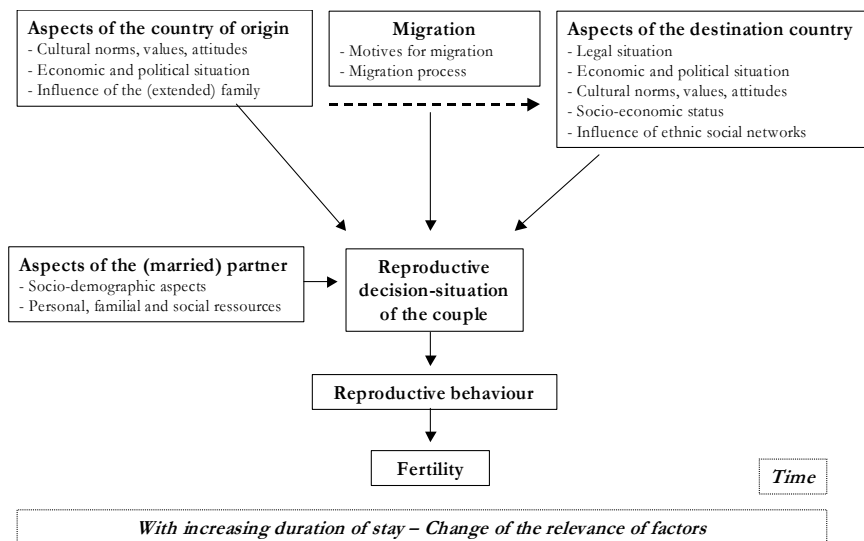 Aspects of the country of origin
- Cultural norms, values, attitudes
- Economic and political situation
- Influence of the (extended) family
Migration
- Motives for migration
- Migration process
Aspects of the destination country
- Legal situation
- Economic and political situation
- Cultural norms, values, attitudes
- Socio-economic status
- Influence of ethnic social networks
Aspects of the (married) partner
- Socio-demographic aspects
- Personal, familial and social ressources
Reproductive
decision-situation
of the couple
Reproductive behaviour
Fertility
Time
With increasing duration of stay – Change of the relevance of factors